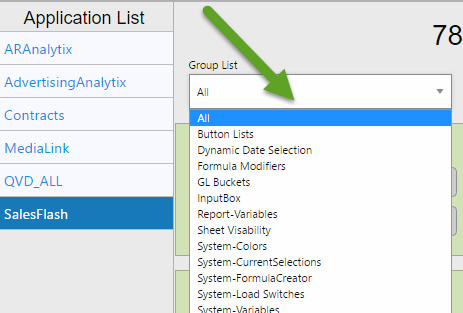 Application List
ARAnalytix
AdvertisingAnalytix
Contracts
MediaLink
QVD_ALL
SalesFlash
78
Group List
All
All
Button Lists
Dynamic Date Selection
Formula Modifiers
GL Buckets
InputBox
Report-Variables
Sheet Visability
System-Colors
System-CurrentSelections
System-FormulaCreator
System-Load Switches
System-Variables